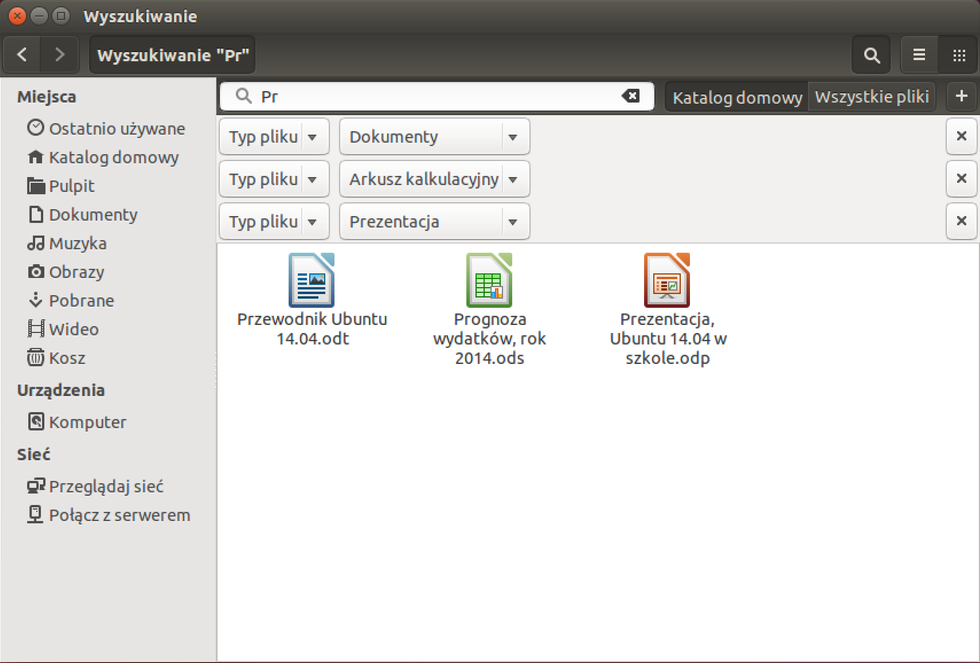 Wyszukiwanie
Wyszukiwanie "Pr"
Miejsca
Ostatnio używane
Katalog domowy
Pulpit
Dokumenty
Muzyka
Obrazy
Pobrane
Wideo
Kosz
Urządzenia
Komputer
Sieć
Przeglądaj sieć
Połącz z serwerem
Pr
Katalog domowy Wszystkie pliki +
Typ pliku Dokumenty
Typ pliku Arkusz kalkulacyjny
Typ pliku Prezentacja
Przewodnik Ubuntu
14.04.odt
Prognoza
wydatków, rok
2014.ods
Prezentacja,
Ubuntu 14.04 w
szkole.odp